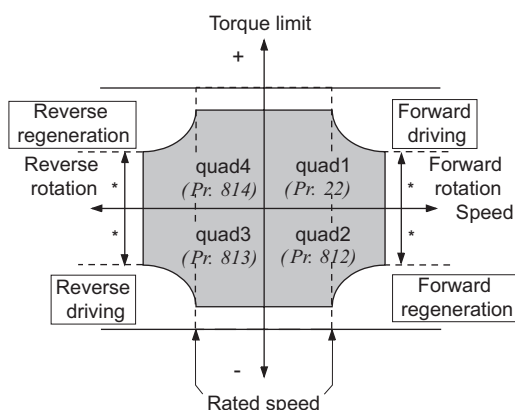 Torque limit
+
Reverse
regeneration
Forward
driving
Reverse
rotation
quad4
(Pr. 814)
quad1
(Pr. 22)
Forward
rotation
*
*
Speed
*
*
quad3
(Pr. 813)
quad2
(Pr. 812)
Reverse
driving
Forward
regeneration
-
Rated speed